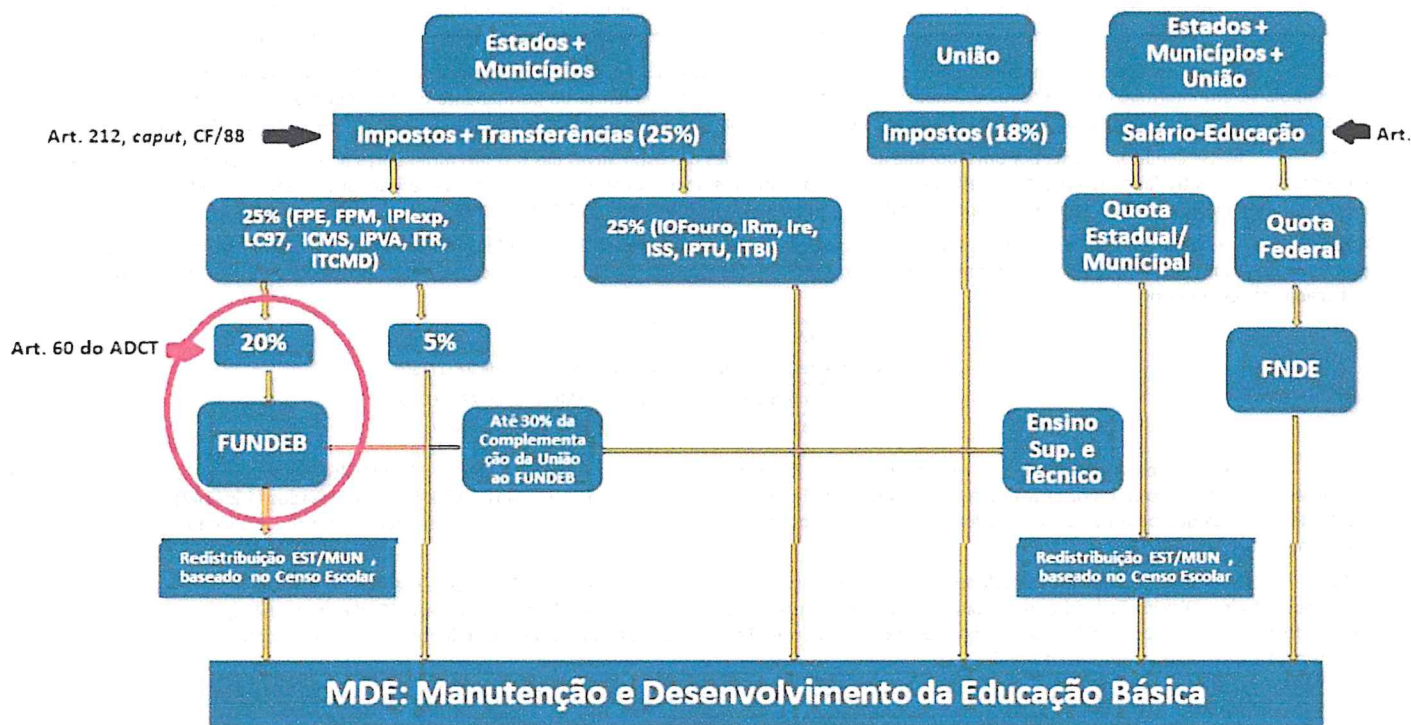 Estados +
Municípios
União
Estados +
Municípios +
União
Art. 212, caput, CF/88
Impostos + Transferências (25%)
Impostos (18%)
Salário-Educação
Art.
25% (FPE, FPM, IPIexp,
LC97, ICMS, IPVA, ITR,
ITCMD)
25% (IOFouro, IRm, Ire,
ISS, IPTU, ITBI)
Quota
Estadual/
Municipal
Quota
Federal
Art. 60 do ADCT
20%
5%
FNDE
FUNDEB
Até 30% da
Complementa
ção da União
ao FUNDEB
Ensino
Sup. e
Técnico
Redistribuição EST/MUN ,
baseado no Censo Escolar
Redistribuição EST/MUN ,
baseado no Censo Escolar
MDE: Manutenção e Desenvolvimento da Educação Básica